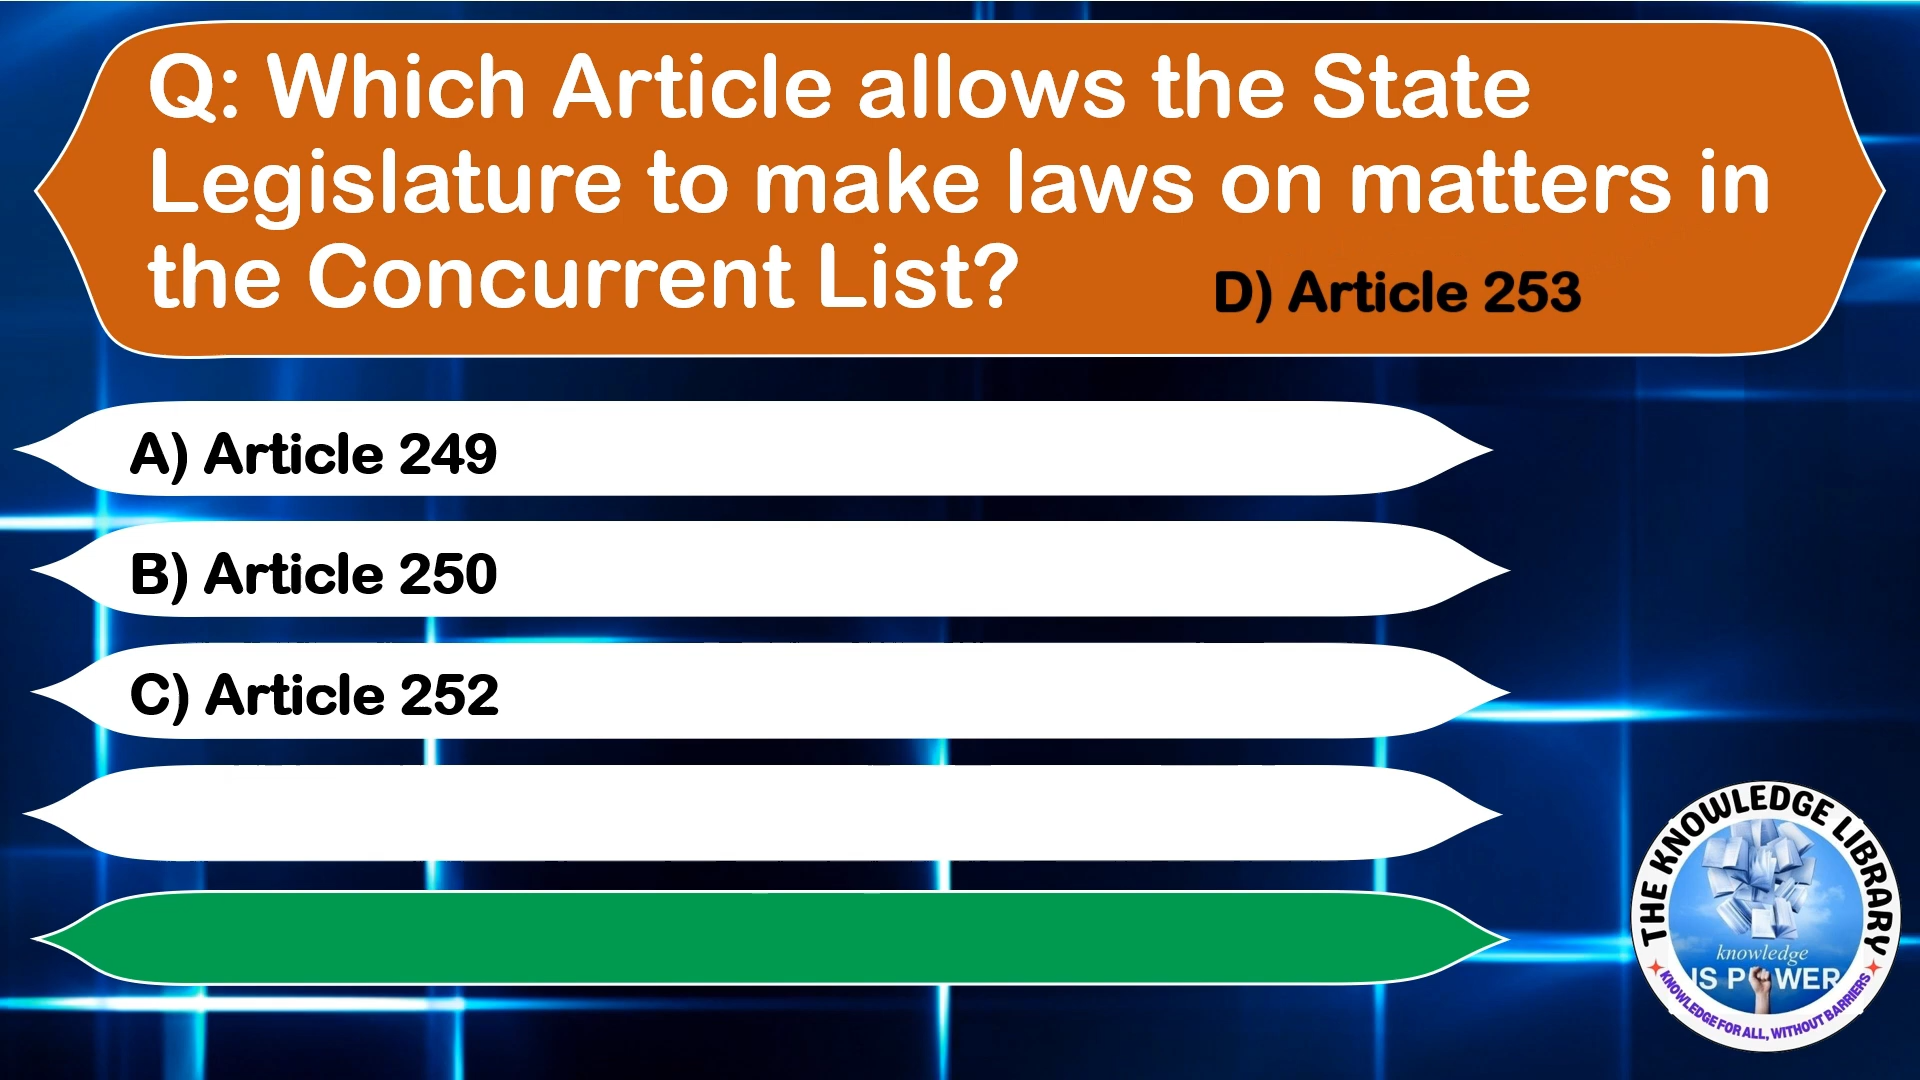 Q: Which Article allows the State
Legislature to make laws on matters in
the Concurrent List?
D) Article 253
A) Article 249
B) Article 250
C) Article 252
THE KNOWLEDGE LIBRARY
knowledge
IS POWER
KNOWLEDGE FOR ALL, WITHOUT BARRIERS